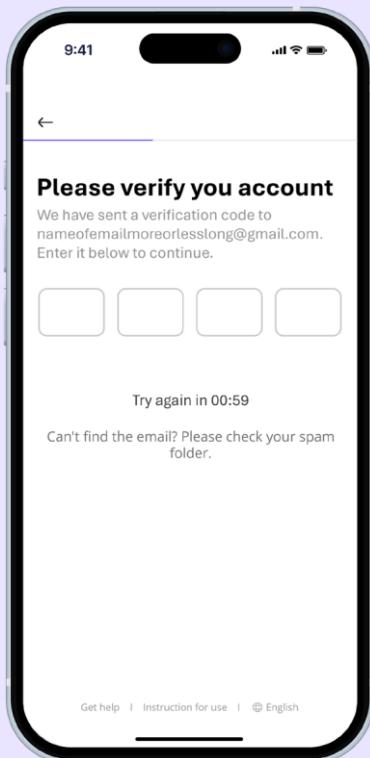 9:41
Please verify you account
We have sent a verification code to
nameofemailmoreorlesslong@gmail.com.
Enter it below to continue.
Try again in 00:59
Can't find the email? Please check your spam
folder.
Get help | Instruction for use | English